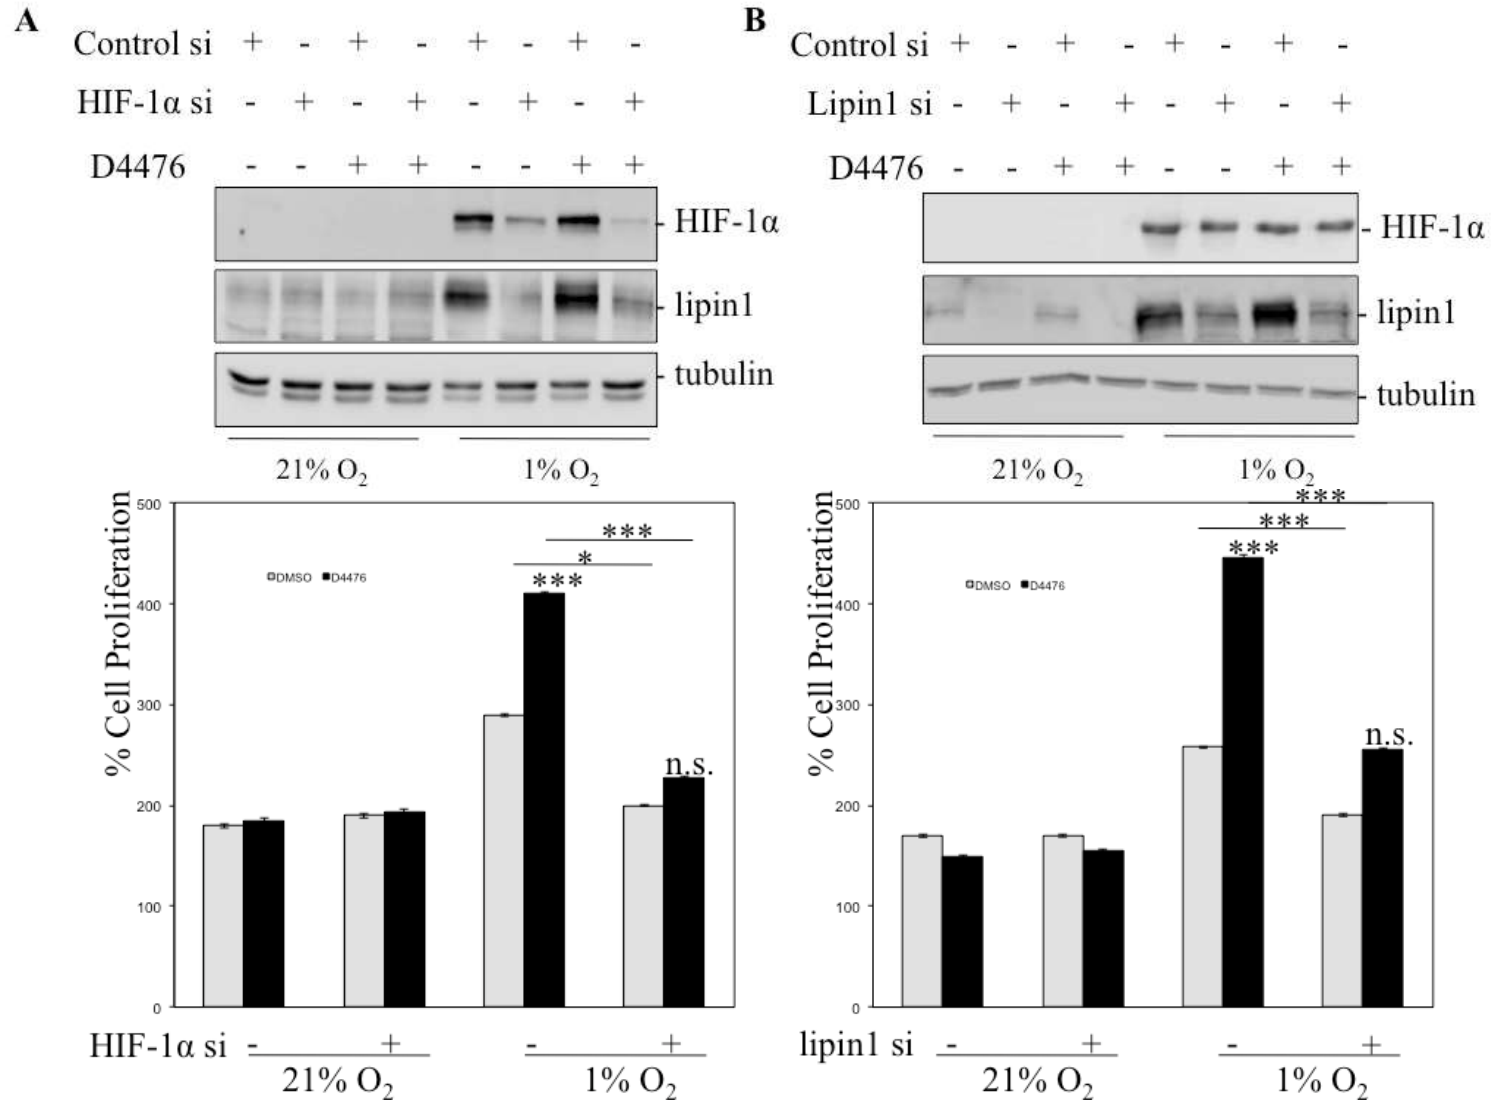 A
Control si + - + - + - + -
HIF-1α si - + - + - + - +
D4476 - - + + - - + +
HIF-1α
lipin1
tubulin
21% O2 1% O2
% Cell Proliferation
500
400
300
200
100
0
DMSO D4476
***
*
***
n.s.
HIF-1α si - + - +
21% O2 1% O2
B
Control si + - + - + - + -
Lipin1 si - + - + - + - +
D4476 - - + + - - + +
HIF-1α
lipin1
tubulin
21% O2 1% O2
% Cell Proliferation
500
400
300
200
100
0
DMSO D4476
***
***
***
n.s.
lipin1 si - + - +
21% O2 1% O2